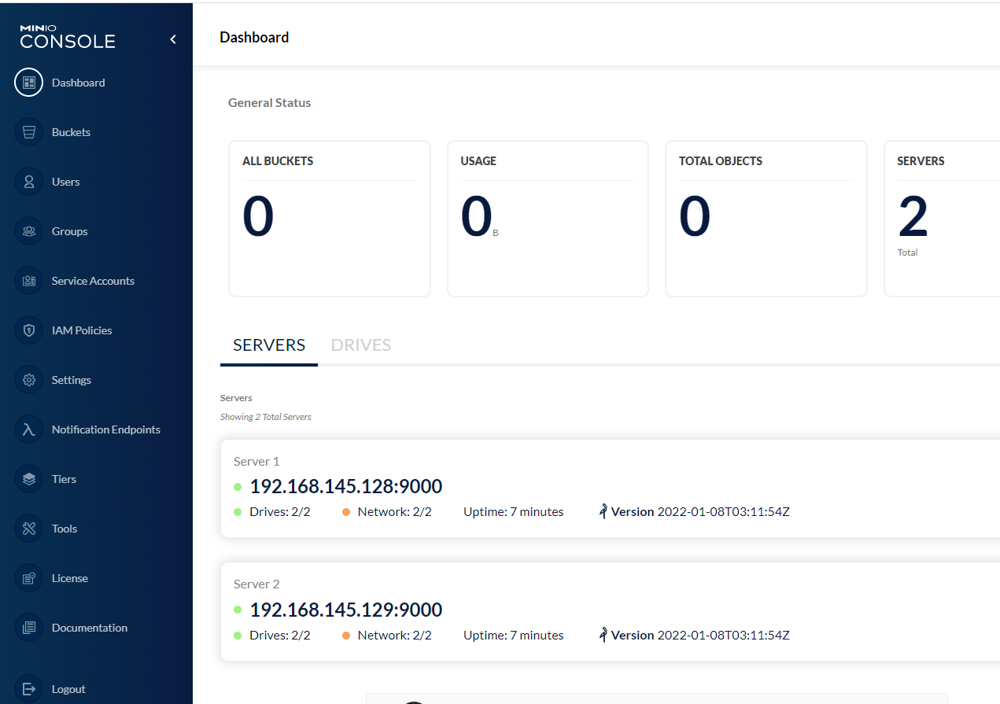 MINIO
CONSOLE
Dashboard
Buckets
Users
Groups
Service Accounts
IAM Policies
Settings
Notification Endpoints
Tiers
Tools
License
Documentation
Logout
Dashboard
General Status
ALL BUCKETS
0
USAGE
0 B
TOTAL OBJECTS
0
SERVERS
2
Total
SERVERS DRIVES
Servers
Showing 2 Total Servers
Server 1
192.168.145.128:9000
Drives: 2/2 Network: 2/2 Uptime: 7 minutes Version 2022-01-08T03:11:54Z
Server 2
192.168.145.129:9000
Drives: 2/2 Network: 2/2 Uptime: 7 minutes Version 2022-01-08T03:11:54Z